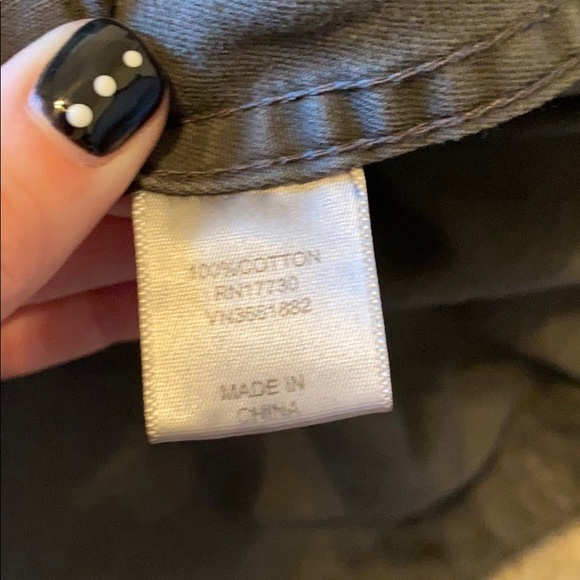 100%COTTON
RN17730
VN3581882
MADE IN
CHINA